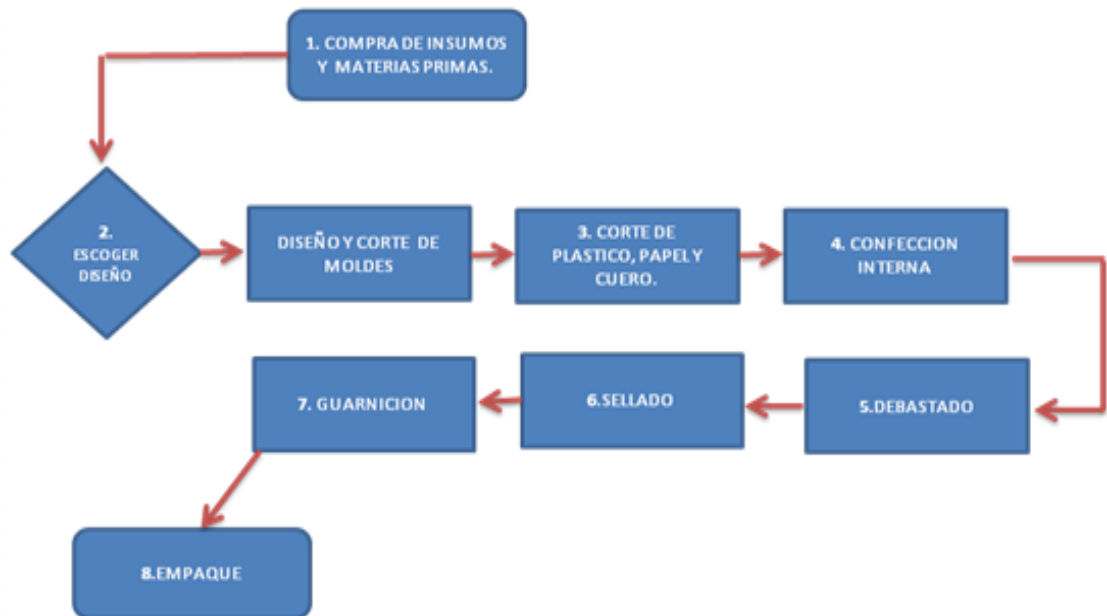 1. COMPRA DE INSUMOS
Y MATERIAS PRIMAS.
2.
ESCOGER
DISEÑO
DISEÑO Y CORTE DE
MOLDES
3. CORTE DE
PLASTICO, PAPEL Y
CUERO.
4. CONFECCION
INTERNA
5.DEBASTADO
6.SELLADO
7. GUARNICION
8.EMPAQUE